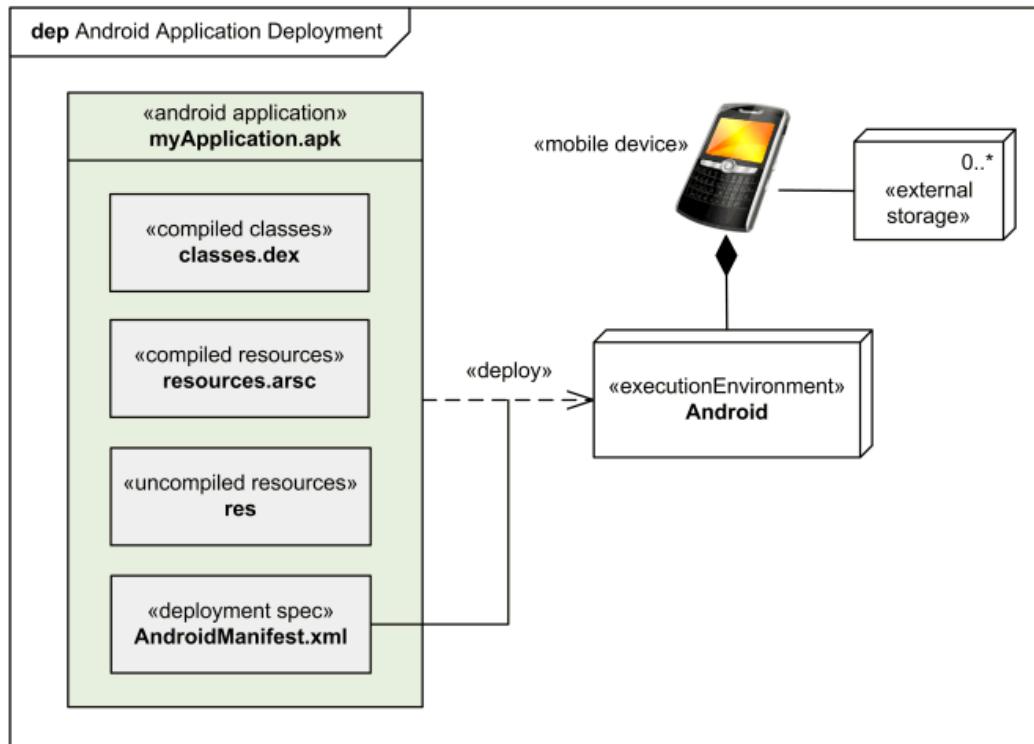 dep Android Application Deployment
«android application»
myApplication.apk
«compiled classes»
classes.dex
«compiled resources»
resources.arsc
«uncompiled resources»
res
«deployment spec»
AndroidManifest.xml
«deploy»
«mobile device»
0..*
«external
storage»
«executionEnvironment»
Android